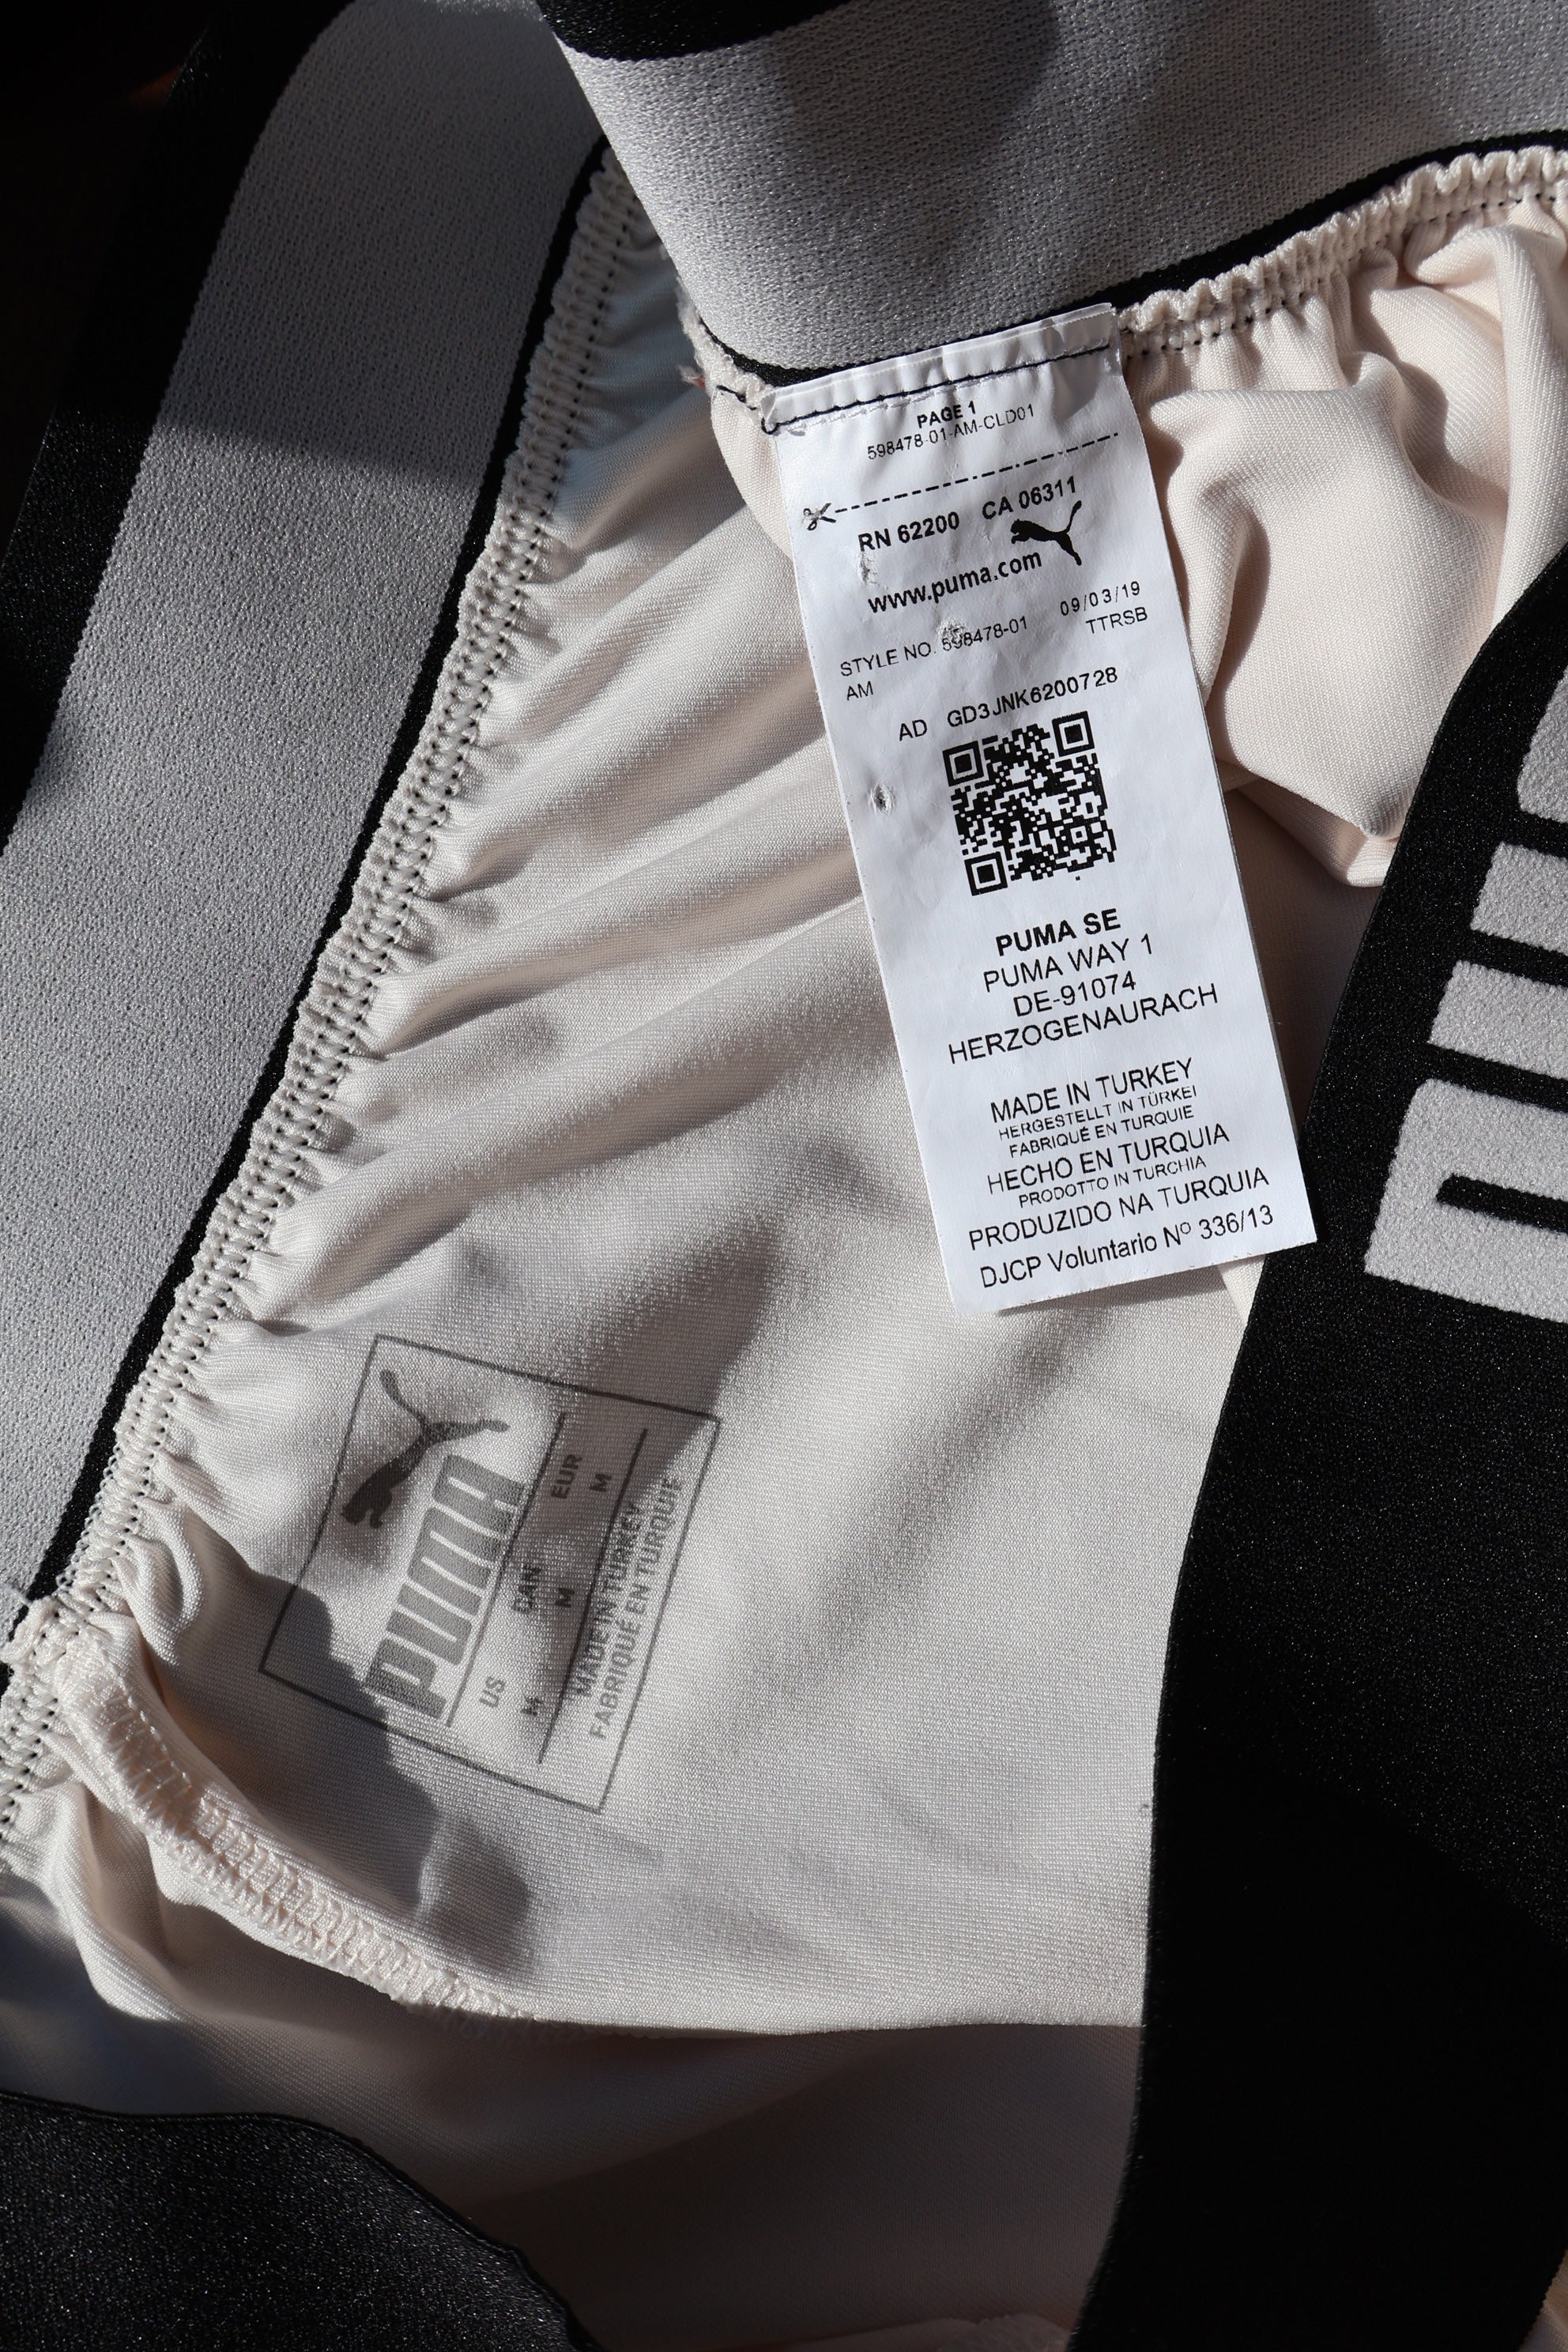 PAGE 1
598478-01-AM-CLD01
RN 62200 CA 06311
www.puma.com
09/03/19
STYLE NO. 598478-01 TTRSB
AM
AD GD3JNK6200728
PUMA SE
PUMA WAY 1
DE-91074
HERZOGENAURACH
MADE IN TURKEY
HERGESTELLT IN TÜRKEI
FABRIQUÉ EN TURQUIE
HECHO EN TURQUIA
PRODOTTO IN TURCHIA
PRODUZIDO NA TURQUIA
DJCP Voluntario Nº 336/13
PUMA
US CAN EUR
M M M
MADE IN TURKEY
FABRIQUÉ EN TURQUIE